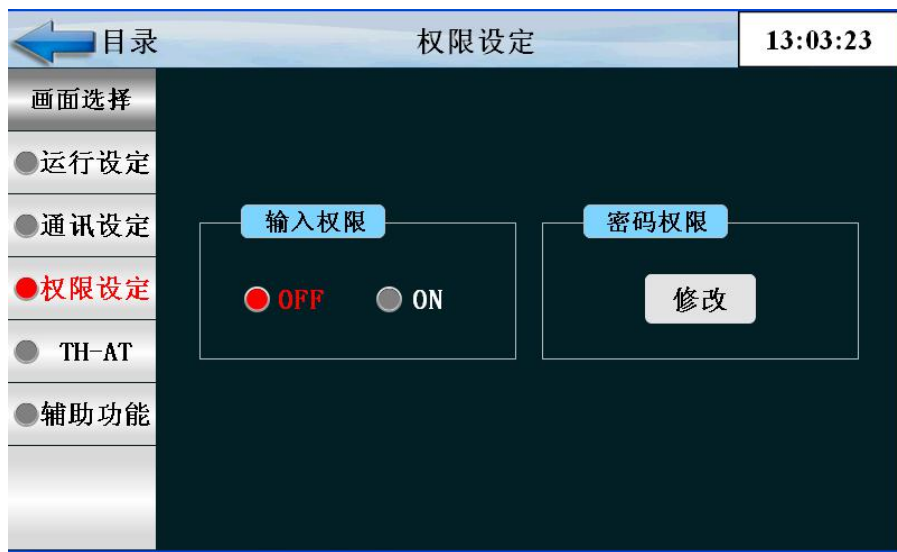 目录
权限设定
13:03:23
画面选择
运行设定
通讯设定
权限设定
TH-AT
辅助功能
输入权限
OFF
ON
密码权限
修改